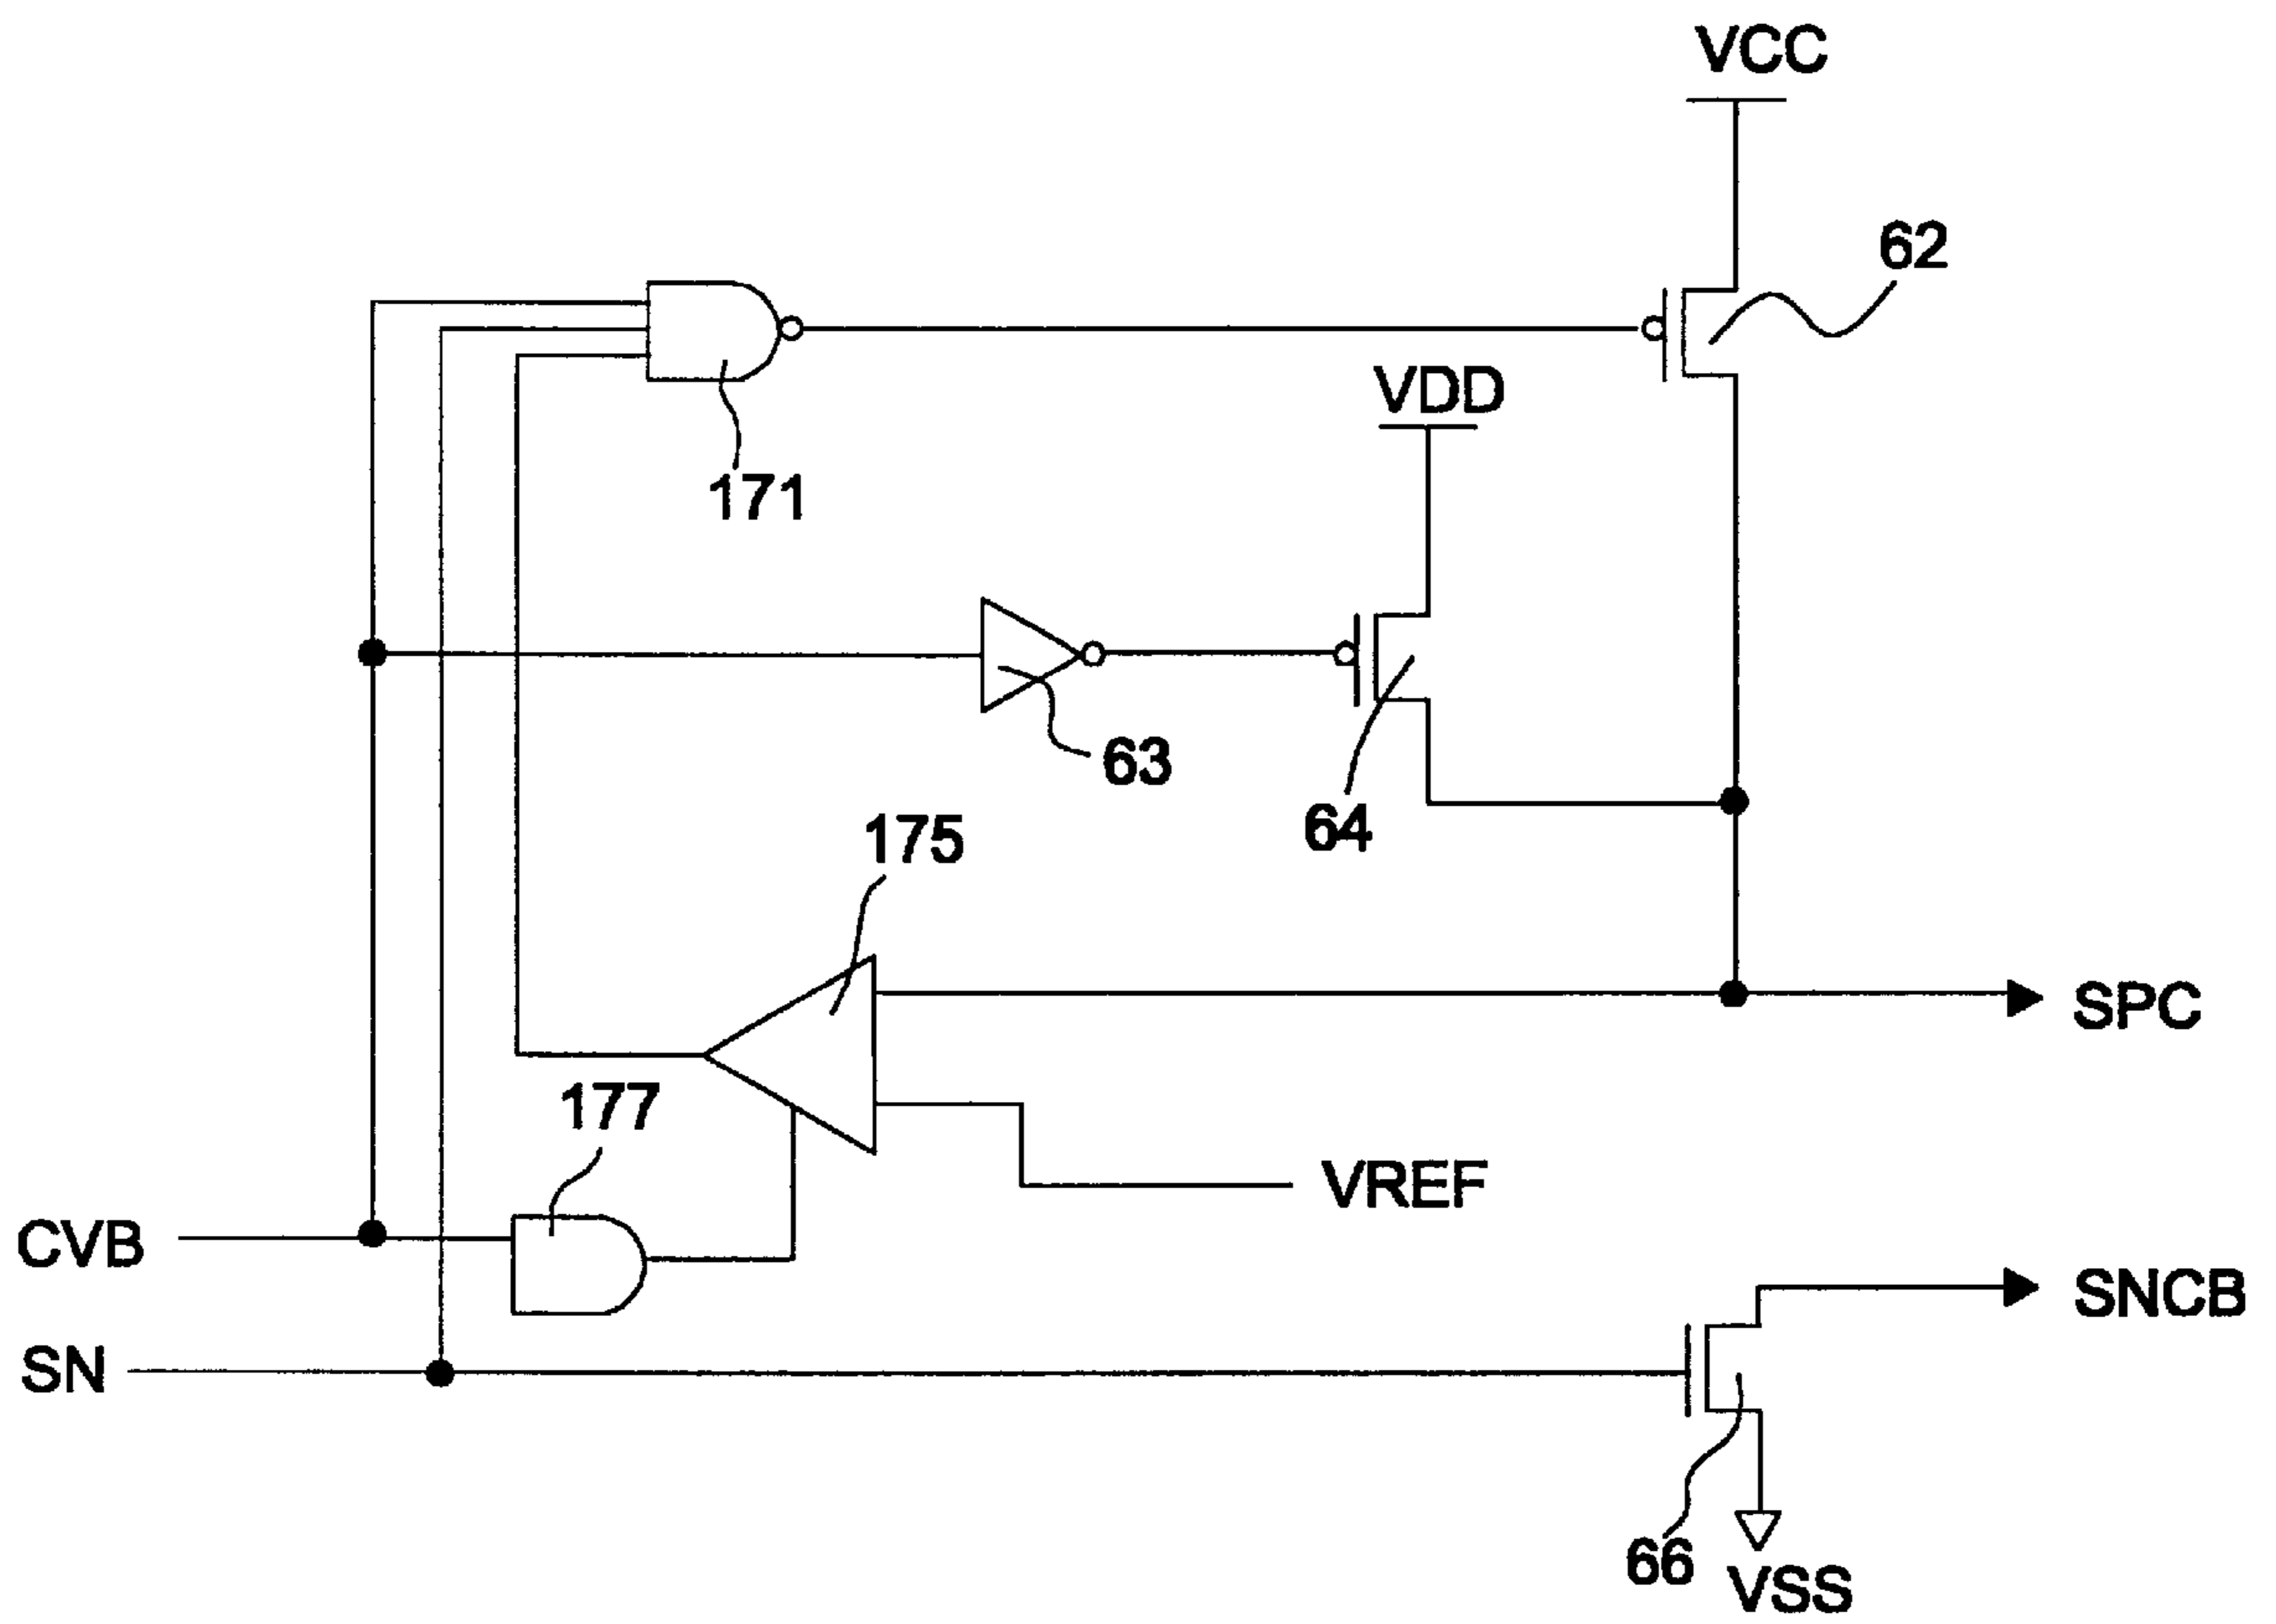 VCC
62
VDD
171
63
64
175
SPC
177
VREF
CVB
SNCB
SN
66
VSS